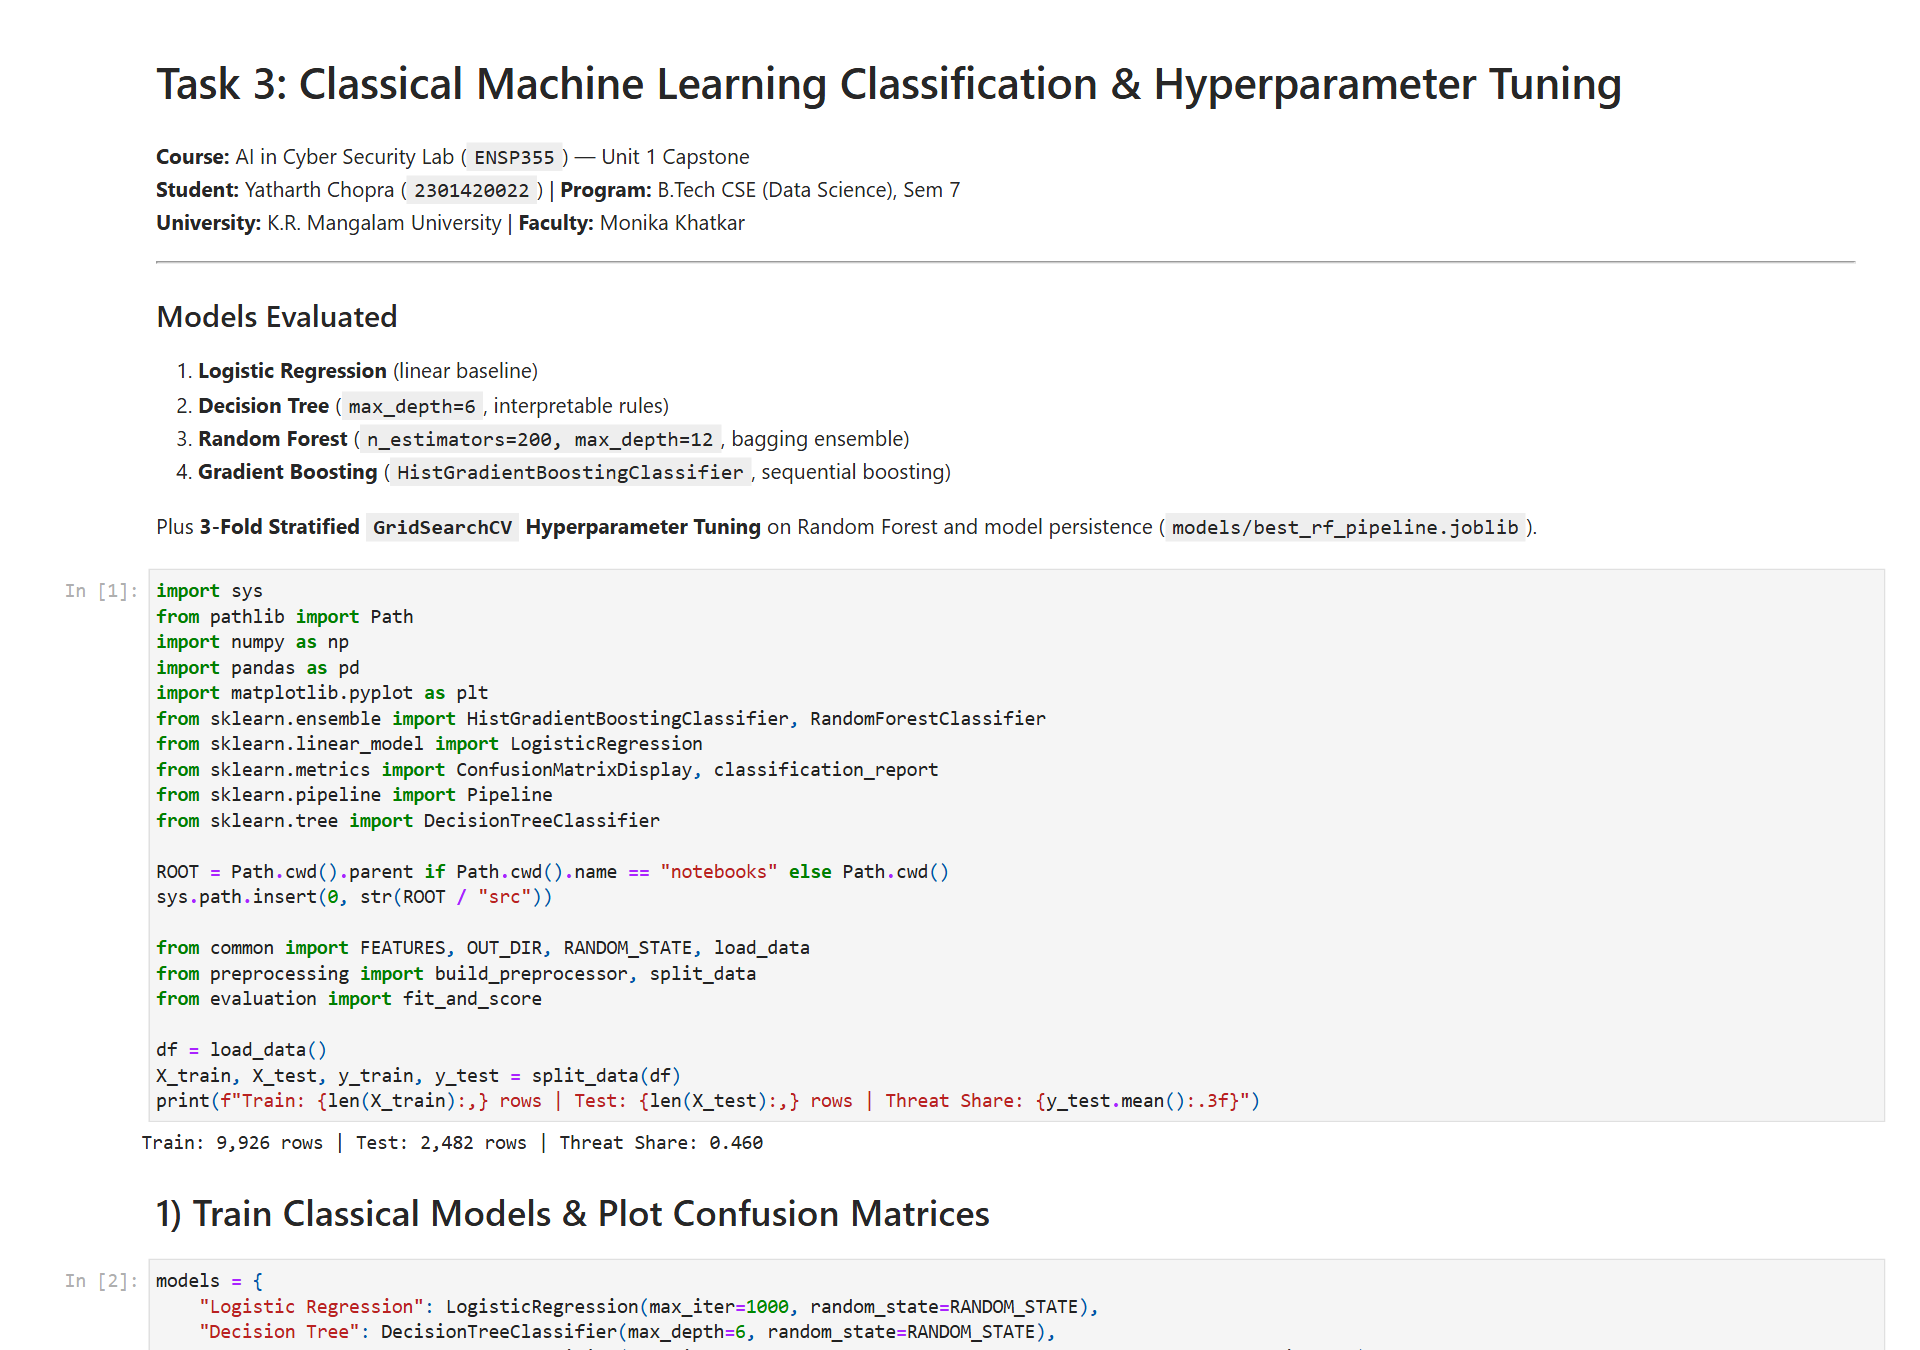 Task 3: Classical Machine Learning Classification & Hyperparameter Tuning
Course: AI in Cyber Security Lab (ENSP355) — Unit 1 Capstone
Student: Yatharth Chopra (2301420022) | Program: B.Tech CSE (Data Science), Sem 7
University: K.R. Mangalam University | Faculty: Monika Khatkar
Models Evaluated
1. Logistic Regression (linear baseline)
2. Decision Tree (max_depth=6, interpretable rules)
3. Random Forest (n_estimators=200, max_depth=12, bagging ensemble)
4. Gradient Boosting (HistGradientBoostingClassifier, sequential boosting)
Plus 3-Fold Stratified GridSearchCV Hyperparameter Tuning on Random Forest and model persistence (models/best_rf_pipeline.joblib).
In [1]:
import sys
from pathlib import Path
import numpy as np
import pandas as pd
import matplotlib.pyplot as plt
from sklearn.ensemble import HistGradientBoostingClassifier, RandomForestClassifier
from sklearn.linear_model import LogisticRegression
from sklearn.metrics import ConfusionMatrixDisplay, classification_report
from sklearn.pipeline import Pipeline
from sklearn.tree import DecisionTreeClassifier
ROOT = Path.cwd().parent if Path.cwd().name == "notebooks" else Path.cwd()
sys.path.insert(0, str(ROOT / "src"))
from common import FEATURES, OUT_DIR, RANDOM_STATE, load_data
from preprocessing import build_preprocessor, split_data
from evaluation import fit_and_score
df = load_data()
X_train, X_test, y_train, y_test = split_data(df)
print(f"Train: {len(X_train):,} rows | Test: {len(X_test):,} rows | Threat Share: {y_test.mean():.3f}")
Train: 9,926 rows | Test: 2,482 rows | Threat Share: 0.460
1) Train Classical Models & Plot Confusion Matrices
In [2]:
models = {
    "Logistic Regression": LogisticRegression(max_iter=1000, random_state=RANDOM_STATE),
    "Decision Tree": DecisionTreeClassifier(max_depth=6, random_state=RANDOM_STATE),